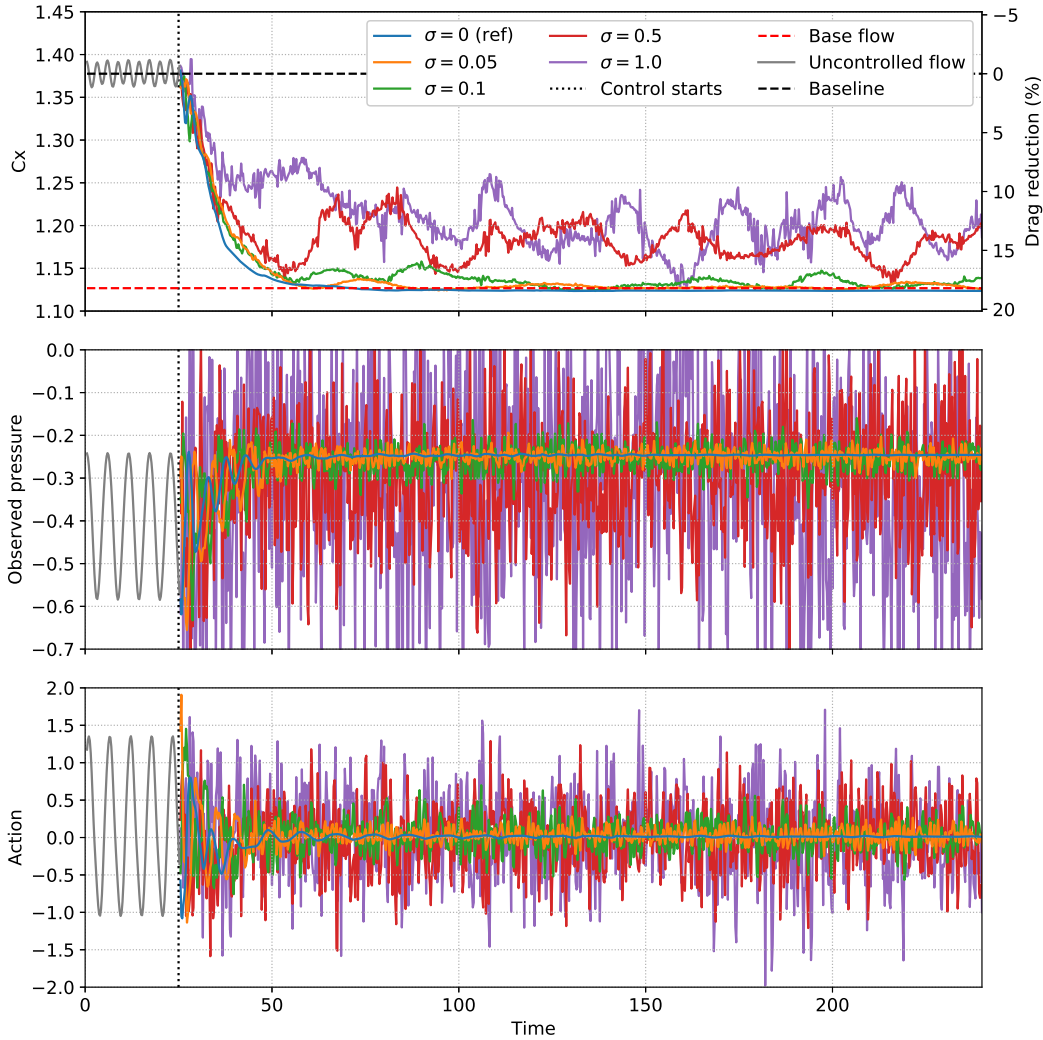 1.45
1.40
1.35
1.30
1.25
1.20
1.15
1.10
Cx
σ = 0 (ref)
σ = 0.05
σ = 0.1
σ = 0.5
σ = 1.0
Control starts
Base flow
Uncontrolled flow
Baseline
−5
0
5
10
15
20
Drag reduction (%)
0.0
−0.1
−0.2
−0.3
−0.4
−0.5
−0.6
−0.7
Observed pressure
2.0
1.5
1.0
0.5
0.0
−0.5
−1.0
−1.5
−2.0
Action
0
50
100
150
200
Time